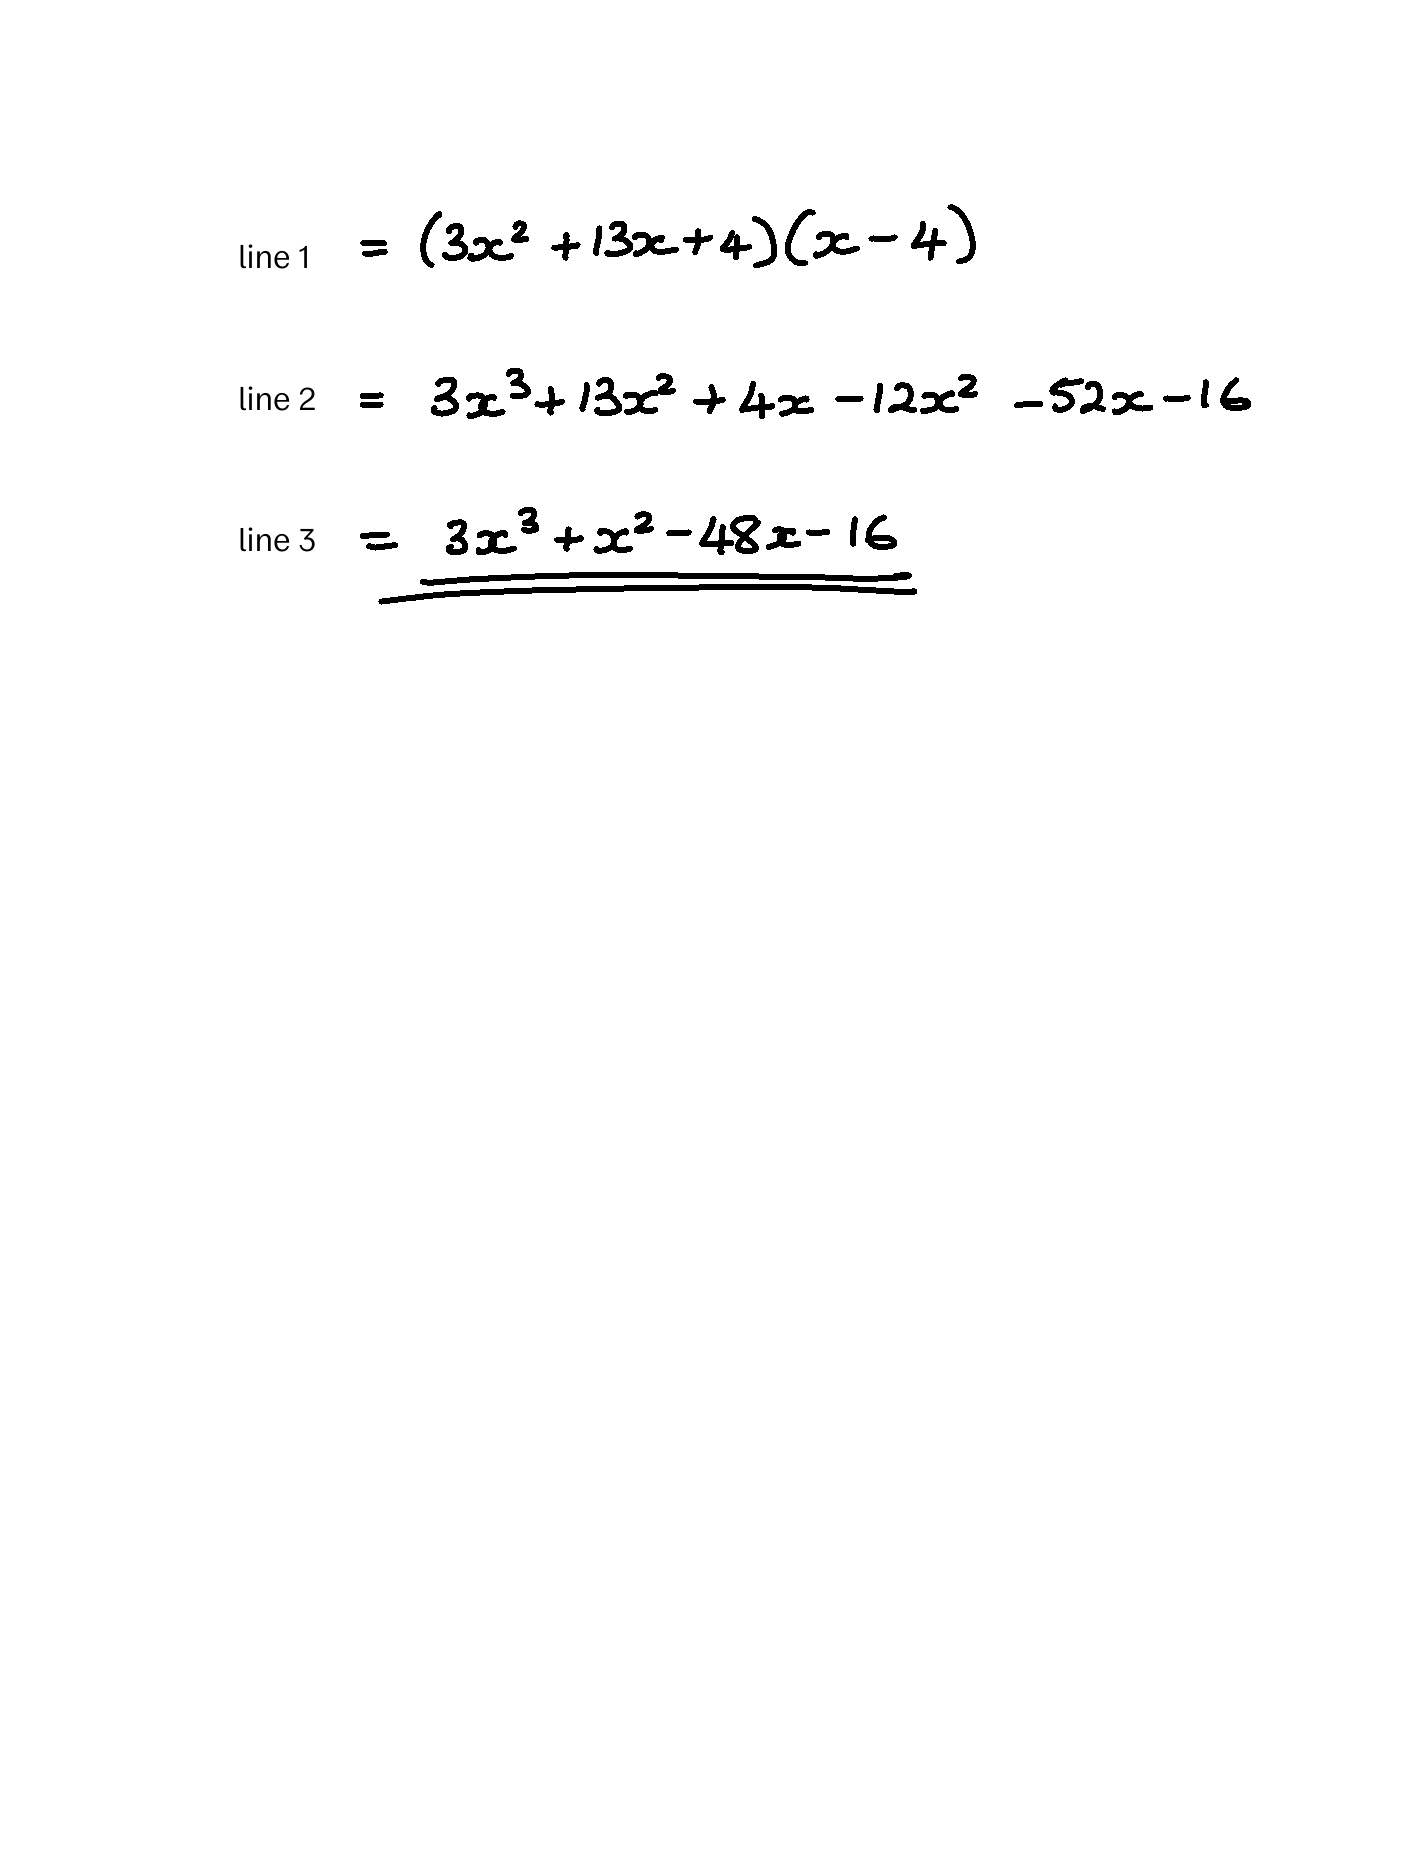 line 1 = (3x² + 13x + 4)(x - 4)
line 2 = 3x³ + 13x² + 4x - 12x² - 52x - 16
line 3 = 3x³ + x² - 48x - 16